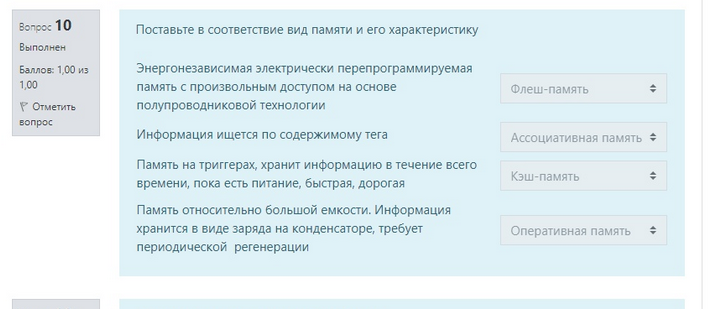 Вопрос 10
Выполнен
Баллов: 1,00 из
1,00
Отметить
вопрос
Поставьте в соответствие вид памяти и его характеристику
Энергонезависимая электрически перепрограммируемая
память с произвольным доступом на основе
полупроводниковой технологии
Флеш-память
Информация ищется по содержимому тега
Ассоциативная память
Память на триггерах, хранит информацию в течение всего
времени, пока есть питание, быстрая, дорогая
Кэш-память
Память относительно большой емкости. Информация
хранится в виде заряда на конденсаторе, требует
периодической регенерации
Оперативная память